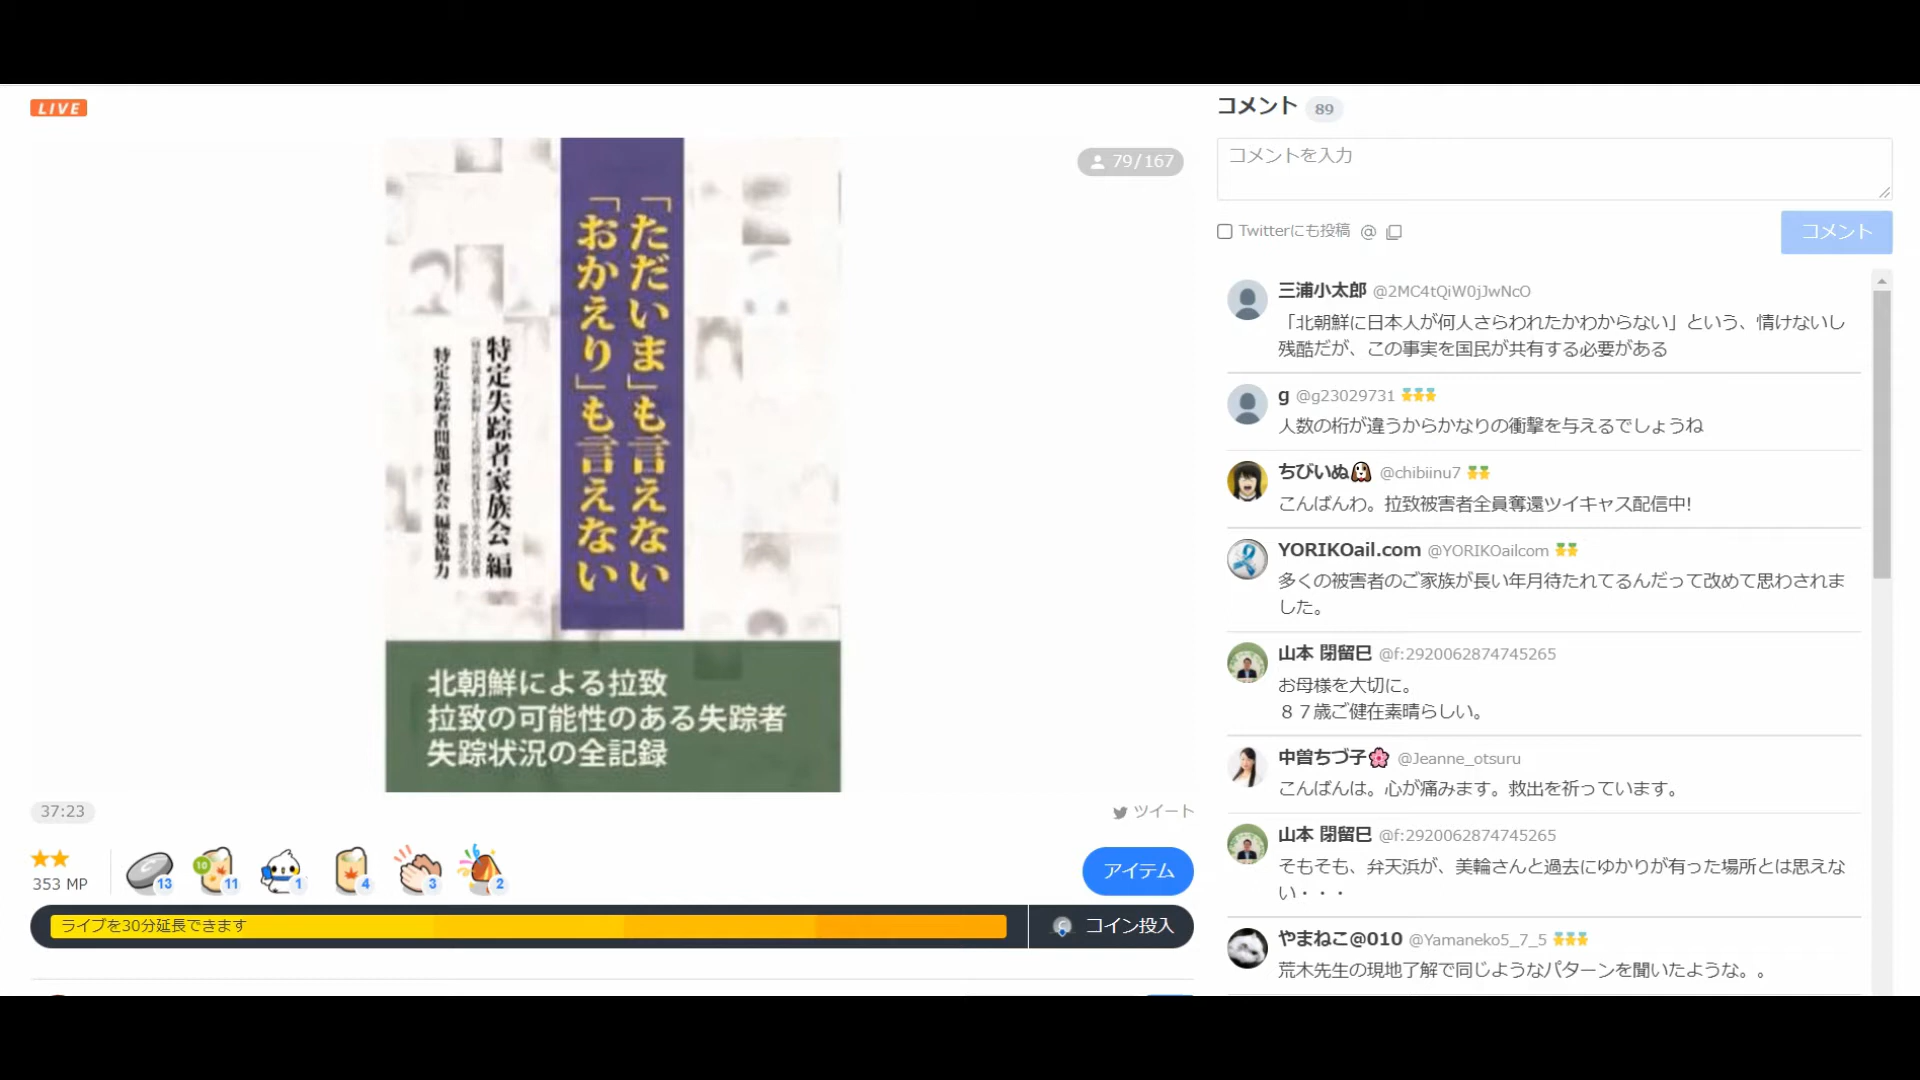 LIVE
79/167
「ただいま」も言えない
「おかえり」も言えない
特定失踪者家族会 編
特定失踪者問題調査会 編集協力
北朝鮮による拉致
拉致の可能性のある失踪者
失踪状況の全記録
37:23
ツイート
353 MP
13
10
11
1
4
3
6
2
アイテム
ライブを30分延長できます
コイン投入
コメント 89
コメントを入力
Twitterにも投稿 @
コメント
三浦小太郎 @2MC4tQiW0jJwNcO
「北朝鮮に日本人が何人さらわれたかわからない」という、情けないし
残酷だが、この事実を国民が共有する必要がある
g @g23029731
人数の桁が違うからかなりの衝撃を与えるでしょうね
ちびいぬ @chibiinu7
こんばんわ。拉致被害者全員奪還ツイキャス配信中!
YORIKOail.com @YORIKOailcom
多くの被害者のご家族が長い年月待たれてるんだって改めて思わされま
した。
山本 閉留巳 @f:2920062874745265
お母様を大切に。
８７歳ご健在素晴らしい。
中曽ちづ子 @Jeanne_otsuru
こんばんは。心が痛みます。救出を祈っています。
山本 閉留巳 @f:2920062874745265
そもそも、弁天浜が、美輪さんと過去にゆかりが有った場所とは思えな
い・・・
やまねこ@010 @Yamaneko5_7_5
荒木先生の現地了解で同じようなパターンを聞いたような。。